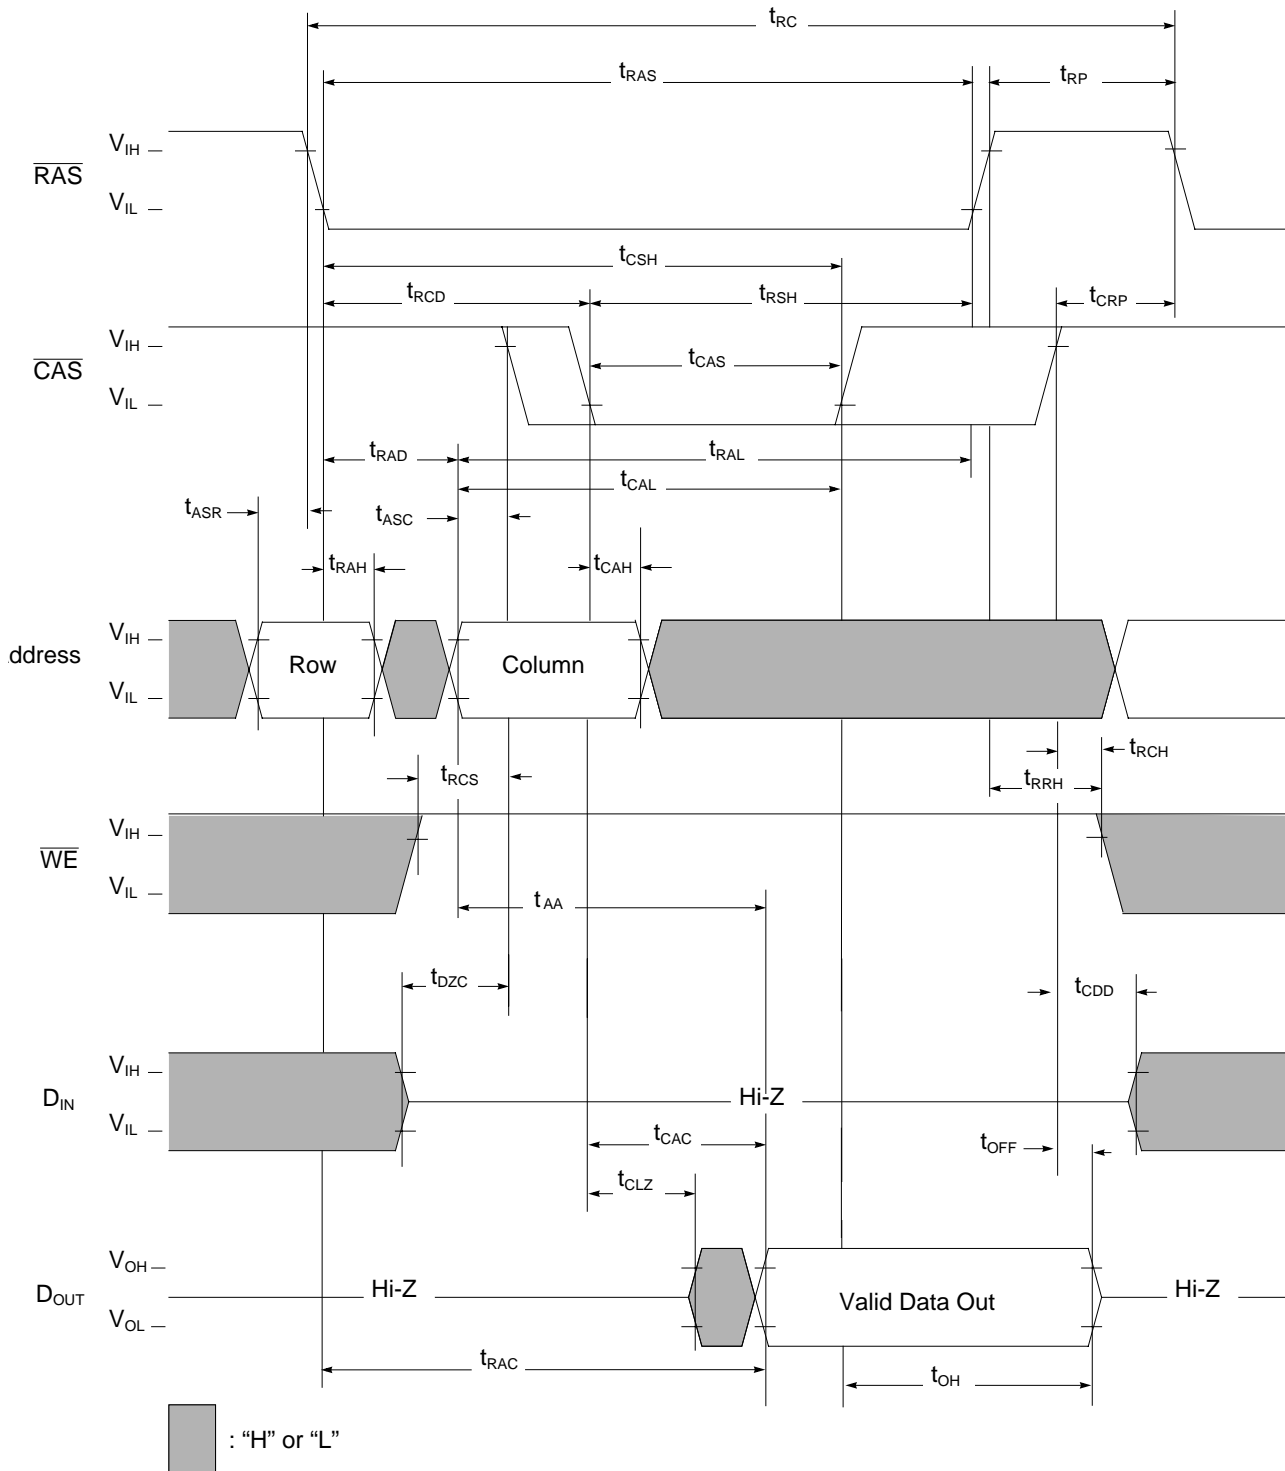 tRC
tRAS
tRP
VIH
RAS
VIL
tCSH
tRCD
tRSH
tCRP
VIH
CAS
tCAS
VIL
tRAD
tRAL
tCAL
tASR
tASC
tRAH
tCAH
VIH
ddress
Row
Column
VIL
tRCH
tRCS
tRRH
VIH
WE
VIL
tAA
tDZC
tCDD
VIH
DIN
Hi-Z
VIL
tCAC
tOFF
tCLZ
VOH
DOUT
Hi-Z
Valid Data Out
Hi-Z
VOL
tRAC
tOH
: “H” or “L”